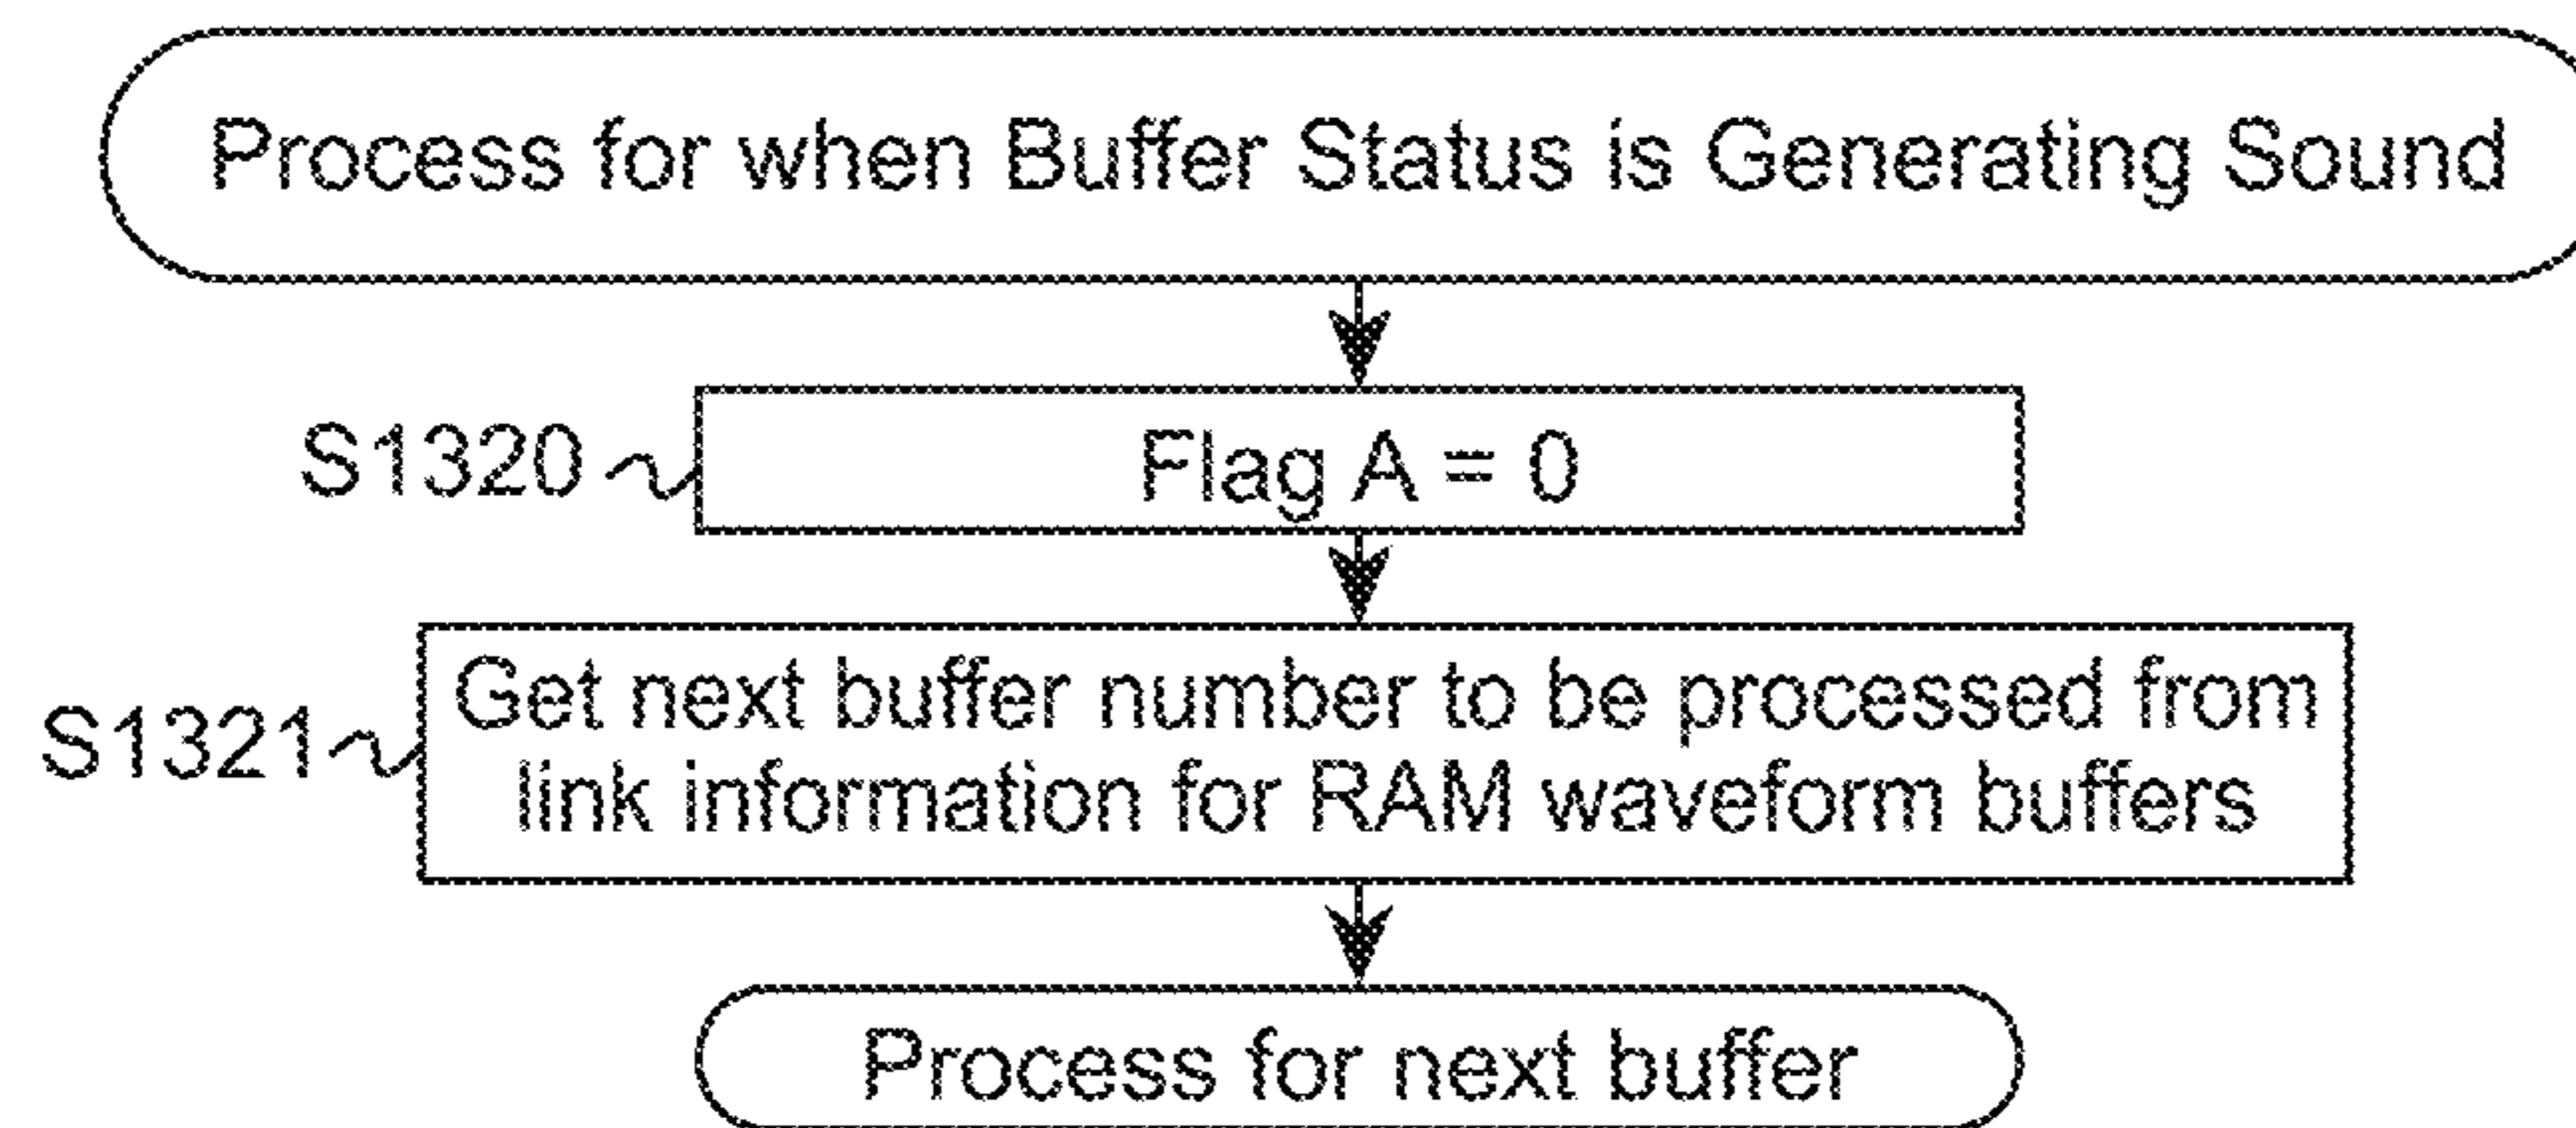 Process for when Buffer Status is Generating Sound
S1320
Flag A = 0
S1321
Get next buffer number to be processed from
link information for RAM waveform buffers
Process for next buffer